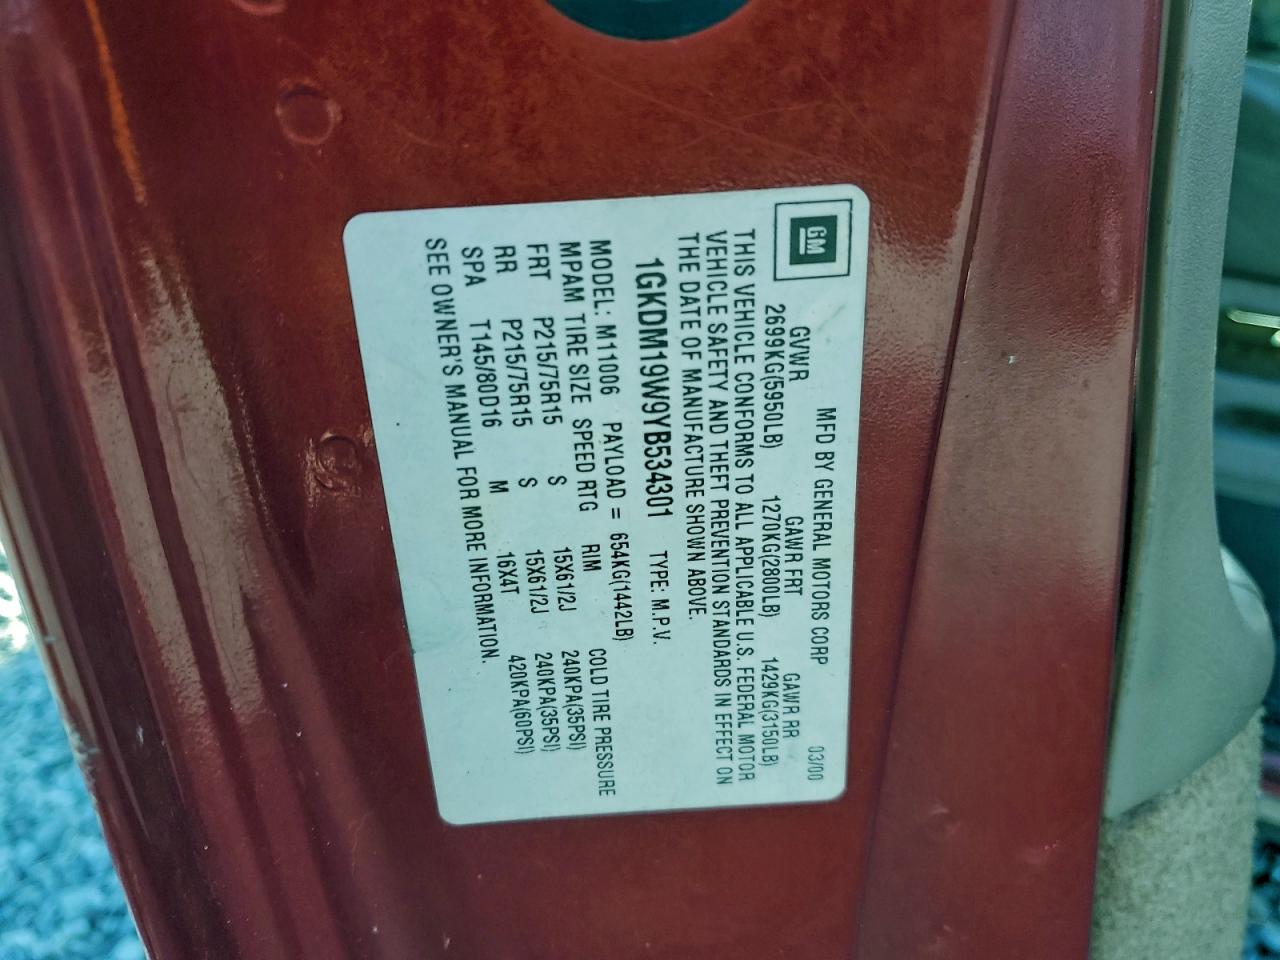 GM
MFD BY GENERAL MOTORS CORP 03/00
GVWR GAWR FRT GAWR RR
2699KG(5950LB) 1270KG(2800LB) 1429KG(3150LB)
THIS VEHICLE CONFORMS TO ALL APPLICABLE U.S. FEDERAL MOTOR
VEHICLE SAFETY AND THEFT PREVENTION STANDARDS IN EFFECT ON
THE DATE OF MANUFACTURE SHOWN ABOVE.
1GKDM19W9YB534301 TYPE: M.P.V.
MODEL: M11006 PAYLOAD = 654KG(1442LB)
MPAM TIRE SIZE SPEED RTG RIM COLD TIRE PRESSURE
FRT P215/75R15 S 15X61/2J 240KPA(35PSI)
RR P215/75R15 S 15X61/2J 240KPA(35PSI)
SPA T145/80D16 M 16X4T 420KPA(60PSI)
SEE OWNER'S MANUAL FOR MORE INFORMATION.